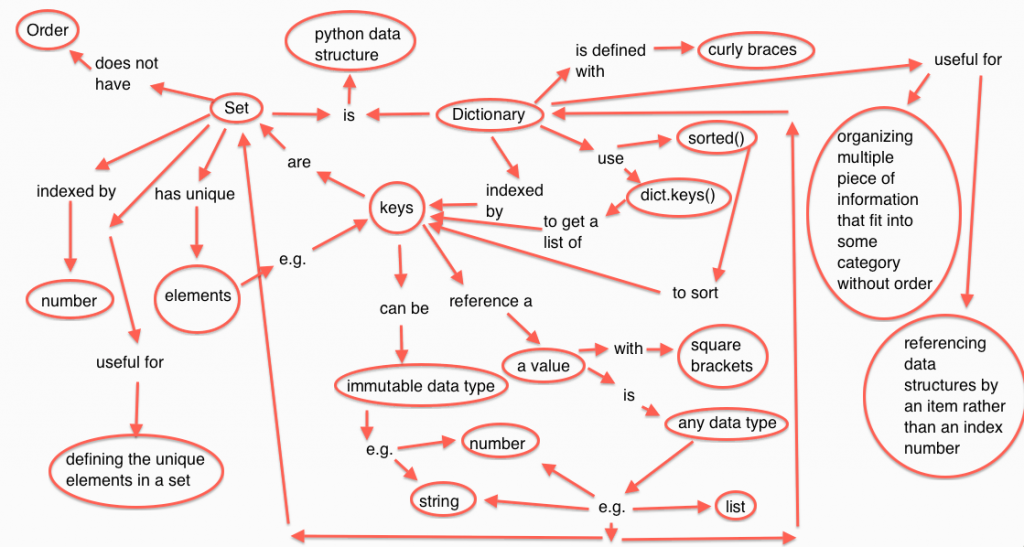 Order
does not
have
python data
structure
is defined
with
curly braces
useful for
Set
is
Dictionary
sorted()
use
organizing
multiple
piece of
information
that fit into
some
category
without order
are
indexed by
has unique
keys
indexed
by
dict.keys()
to get a
list of
e.g.
number
elements
can be
reference a
to sort
useful for
immutable data type
a value
with
square
brackets
is
any data type
referencing
data
structures by
an item rather
than an index
number
defining the unique
elements in a set
e.g.
number
string
e.g.
list